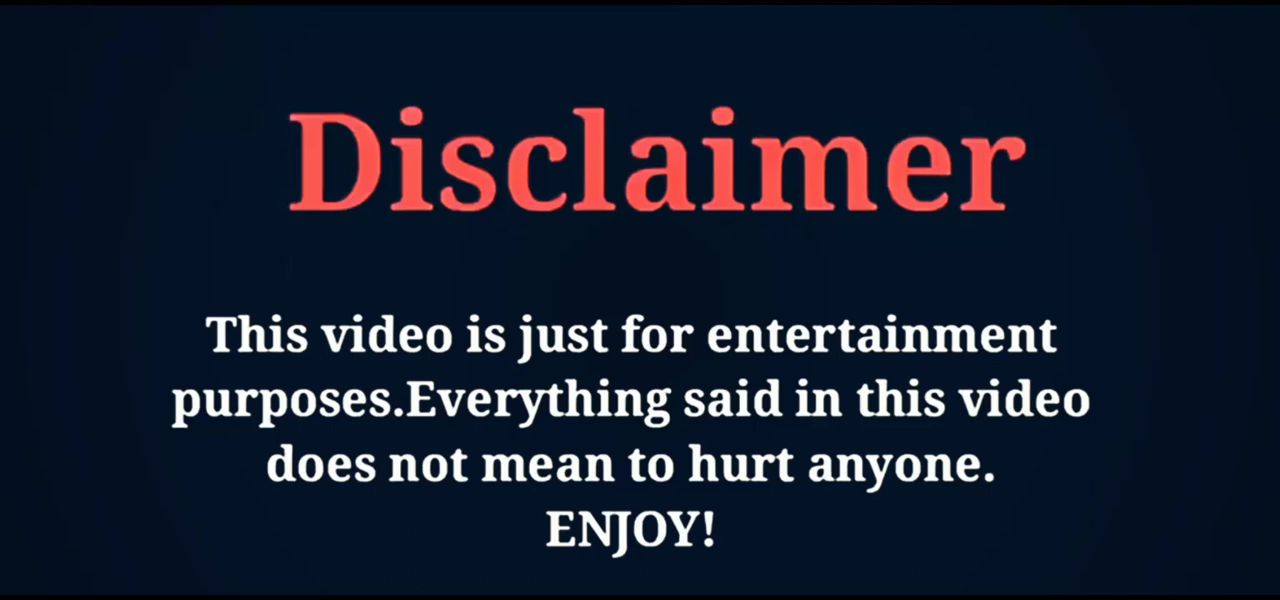 Disclaimer
This video is just for entertainment
purposes.Everything said in this video
does not mean to hurt anyone.
ENJOY!